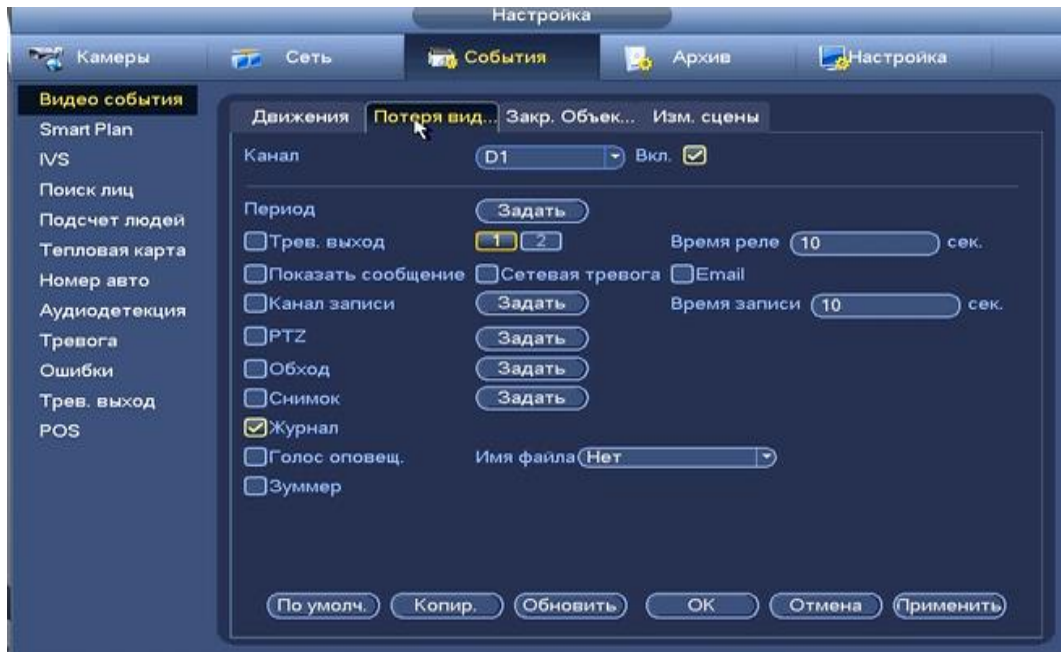 Настройка
Камеры Сеть События Архив Настройка
Видео события
Smart Plan
IVS
Поиск лиц
Подсчет людей
Тепловая карта
Номер авто
Аудиодетекция
Тревога
Ошибки
Трев. выход
POS
Движения Потеря вид... Закр. Объек... Изм. сцены
Канал D1 Вкл.
Период Задать
Трев. выход 1 2 Время реле 10 сек.
Показать сообщение Сетевая тревога Email
Канал записи Задать Время записи 10 сек.
PTZ Задать
Обход Задать
Снимок Задать
Журнал
Голос оповещ. Имя файла Нет
Зуммер
По умолч. Копир. Обновить OK Отмена Применить